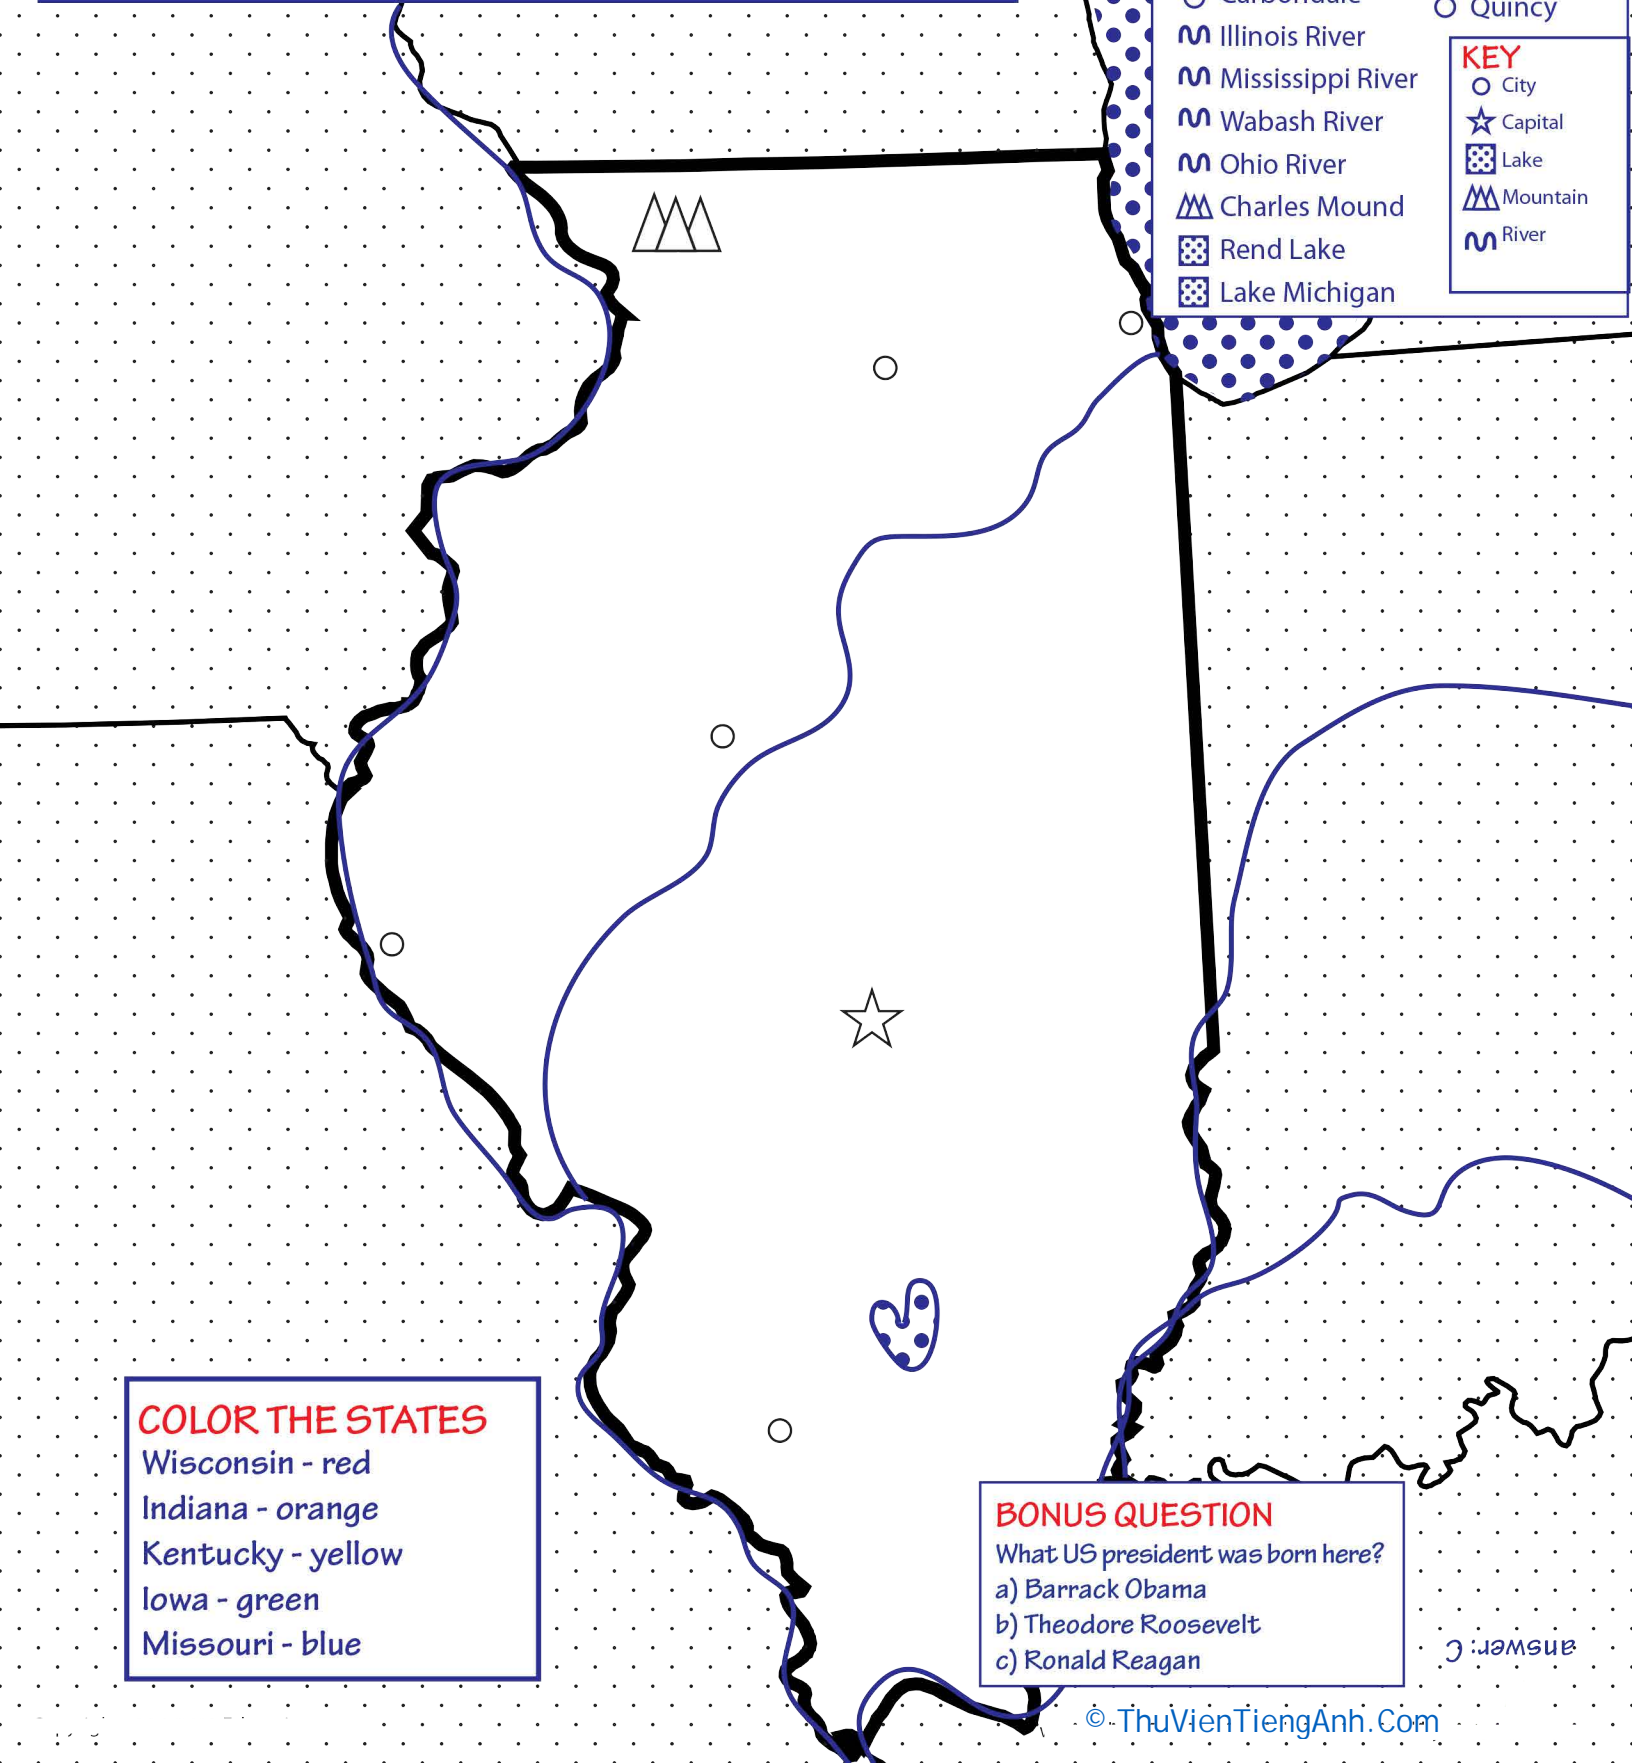 Carbondale
Quincy
Illinois River
Mississippi River
Wabash River
Ohio River
Charles Mound
Rend Lake
Lake Michigan
KEY
City
Capital
Lake
Mountain
River
COLOR THE STATES
Wisconsin - red
Indiana - orange
Kentucky - yellow
Iowa - green
Missouri - blue
BONUS QUESTION
What US president was born here?
a) Barrack Obama
b) Theodore Roosevelt
c) Ronald Reagan
answer: C
© ThuVienTiengAnh.Com